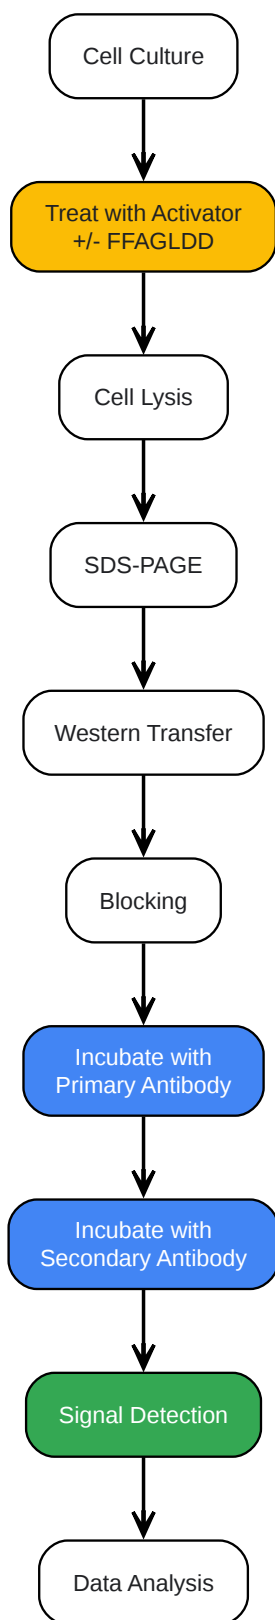 Cell Culture
Treat with Activator
+/- FFAGLDD
Cell Lysis
SDS-PAGE
Western Transfer
Blocking
Incubate with
Primary Antibody
Incubate with
Secondary Antibody
Signal Detection
Data Analysis